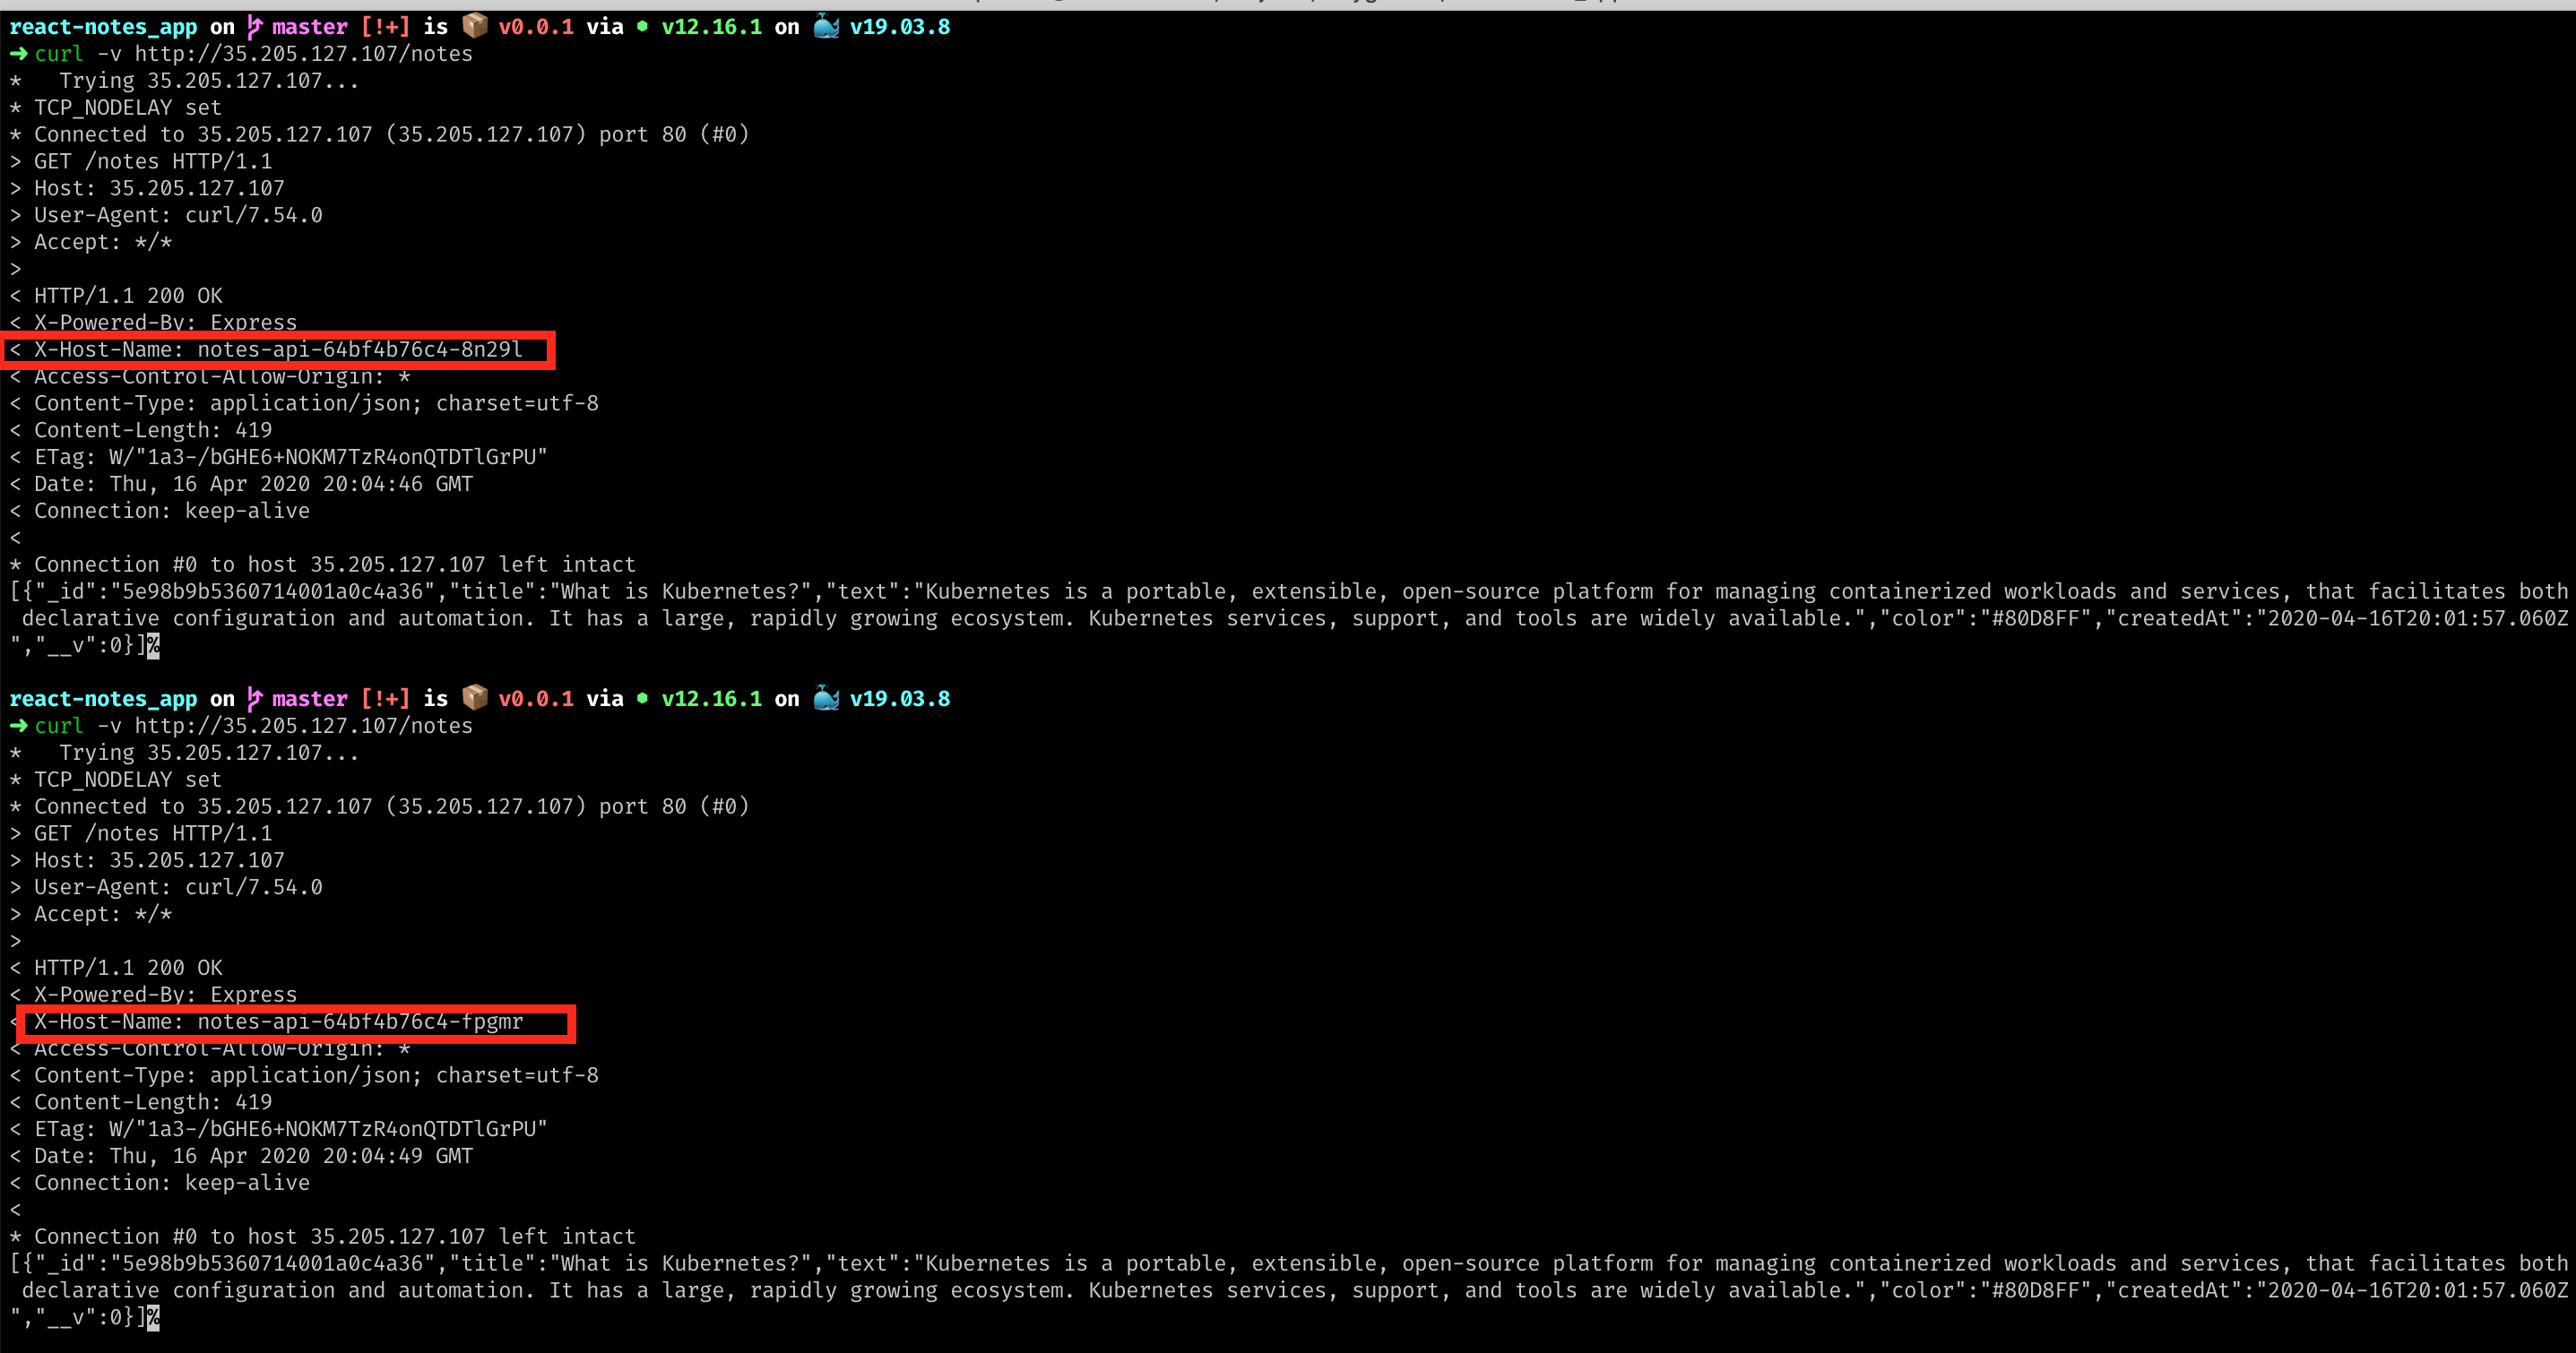 react-notes_app on master [!+] is 📦 v0.0.1 via ⬢ v12.16.1 on 🐳 v19.03.8
➜ curl -v http://35.205.127.107/notes
*   Trying 35.205.127.107...
* TCP_NODELAY set
* Connected to 35.205.127.107 (35.205.127.107) port 80 (#0)
> GET /notes HTTP/1.1
> Host: 35.205.127.107
> User-Agent: curl/7.54.0
> Accept: */*
>
< HTTP/1.1 200 OK
< X-Powered-By: Express
< X-Host-Name: notes-api-64bf4b76c4-8n29l
< Access-Control-Allow-Origin: *
< Content-Type: application/json; charset=utf-8
< Content-Length: 419
< ETag: W/"1a3-/bGHE6+NOKM7TzR4onQTDTlGrPU"
< Date: Thu, 16 Apr 2020 20:04:46 GMT
< Connection: keep-alive
<
* Connection #0 to host 35.205.127.107 left intact
[{"_id":"5e98b9b5360714001a0c4a36","title":"What is Kubernetes?","text":"Kubernetes is a portable, extensible, open-source platform for managing containerized workloads and services, that facilitates both
declarative configuration and automation. It has a large, rapidly growing ecosystem. Kubernetes services, support, and tools are widely available.","color":"#80D8FF","createdAt":"2020-04-16T20:01:57.060Z
","__v":0}]%
react-notes_app on master [!+] is 📦 v0.0.1 via ⬢ v12.16.1 on 🐳 v19.03.8
➜ curl -v http://35.205.127.107/notes
*   Trying 35.205.127.107...
* TCP_NODELAY set
* Connected to 35.205.127.107 (35.205.127.107) port 80 (#0)
> GET /notes HTTP/1.1
> Host: 35.205.127.107
> User-Agent: curl/7.54.0
> Accept: */*
>
< HTTP/1.1 200 OK
< X-Powered-By: Express
< X-Host-Name: notes-api-64bf4b76c4-fpgmr
< Access-Control-Allow-Origin: *
< Content-Type: application/json; charset=utf-8
< Content-Length: 419
< ETag: W/"1a3-/bGHE6+NOKM7TzR4onQTDTlGrPU"
< Date: Thu, 16 Apr 2020 20:04:49 GMT
< Connection: keep-alive
<
* Connection #0 to host 35.205.127.107 left intact
[{"_id":"5e98b9b5360714001a0c4a36","title":"What is Kubernetes?","text":"Kubernetes is a portable, extensible, open-source platform for managing containerized workloads and services, that facilitates both
declarative configuration and automation. It has a large, rapidly growing ecosystem. Kubernetes services, support, and tools are widely available.","color":"#80D8FF","createdAt":"2020-04-16T20:01:57.060Z
","__v":0}]%